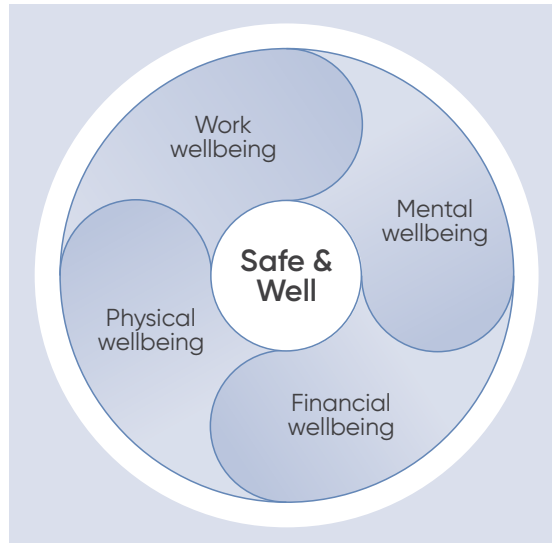 Work
wellbeing
Mental
wellbeing
Safe &
Well
Physical
wellbeing
Financial
wellbeing